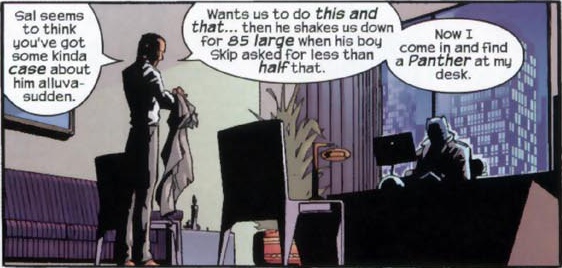 Sal seems
to think
you've got
some kinda
case about
him alluva-
sudden.
Wants us to do this and
that... then he shakes us down
for 85 large when his boy
Skip asked for less than
half that.
Now I
come in and find
a Panther at my
desk.